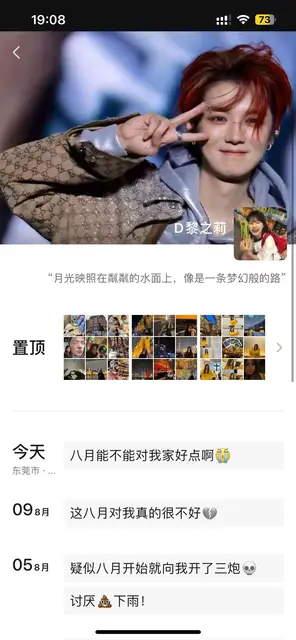 19:08
73
D黎之莉
“月光映照在粼粼的水面上，像是一条梦幻般的路”
置顶
今天
东莞市 · ...
八月能不能对我家好点啊😭
09 8月
这八月对我真的很不好💔
05 8月
疑似八月开始就向我开了三炮💀
讨厌💩下雨！